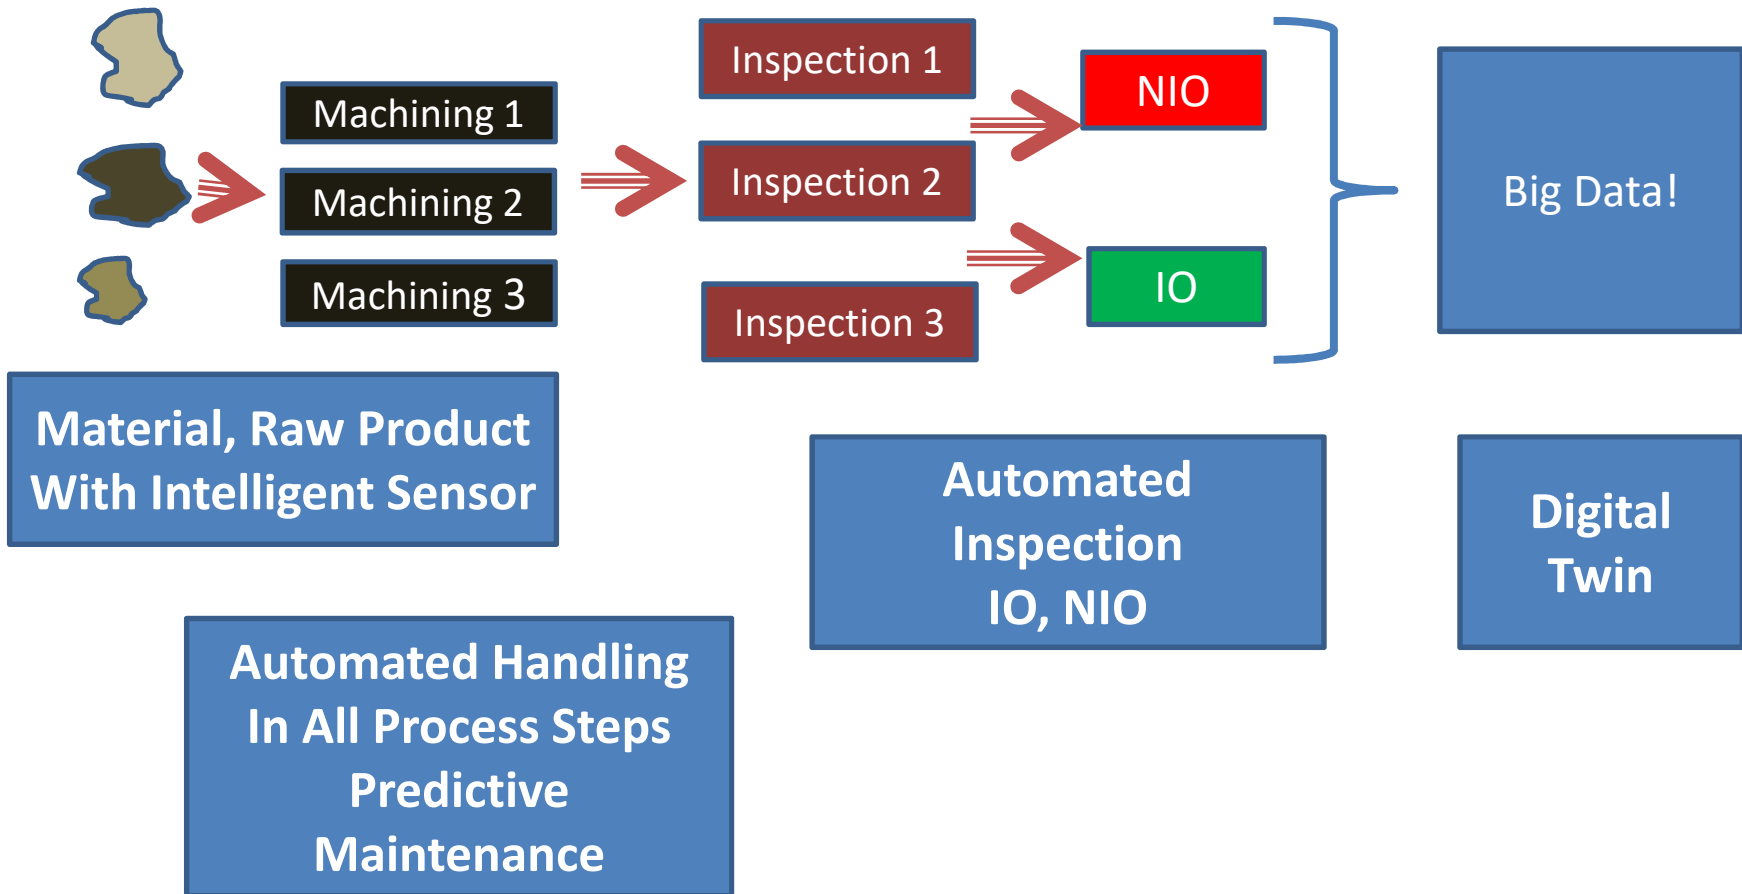 Machining 1
Machining 2
Machining 3
Inspection 1
Inspection 2
Inspection 3
NIO
IO
Big Data!
Material, Raw Product
With Intelligent Sensor
Automated Handling
In All Process Steps
Predictive
Maintenance
Automated
Inspection
IO, NIO
Digital
Twin